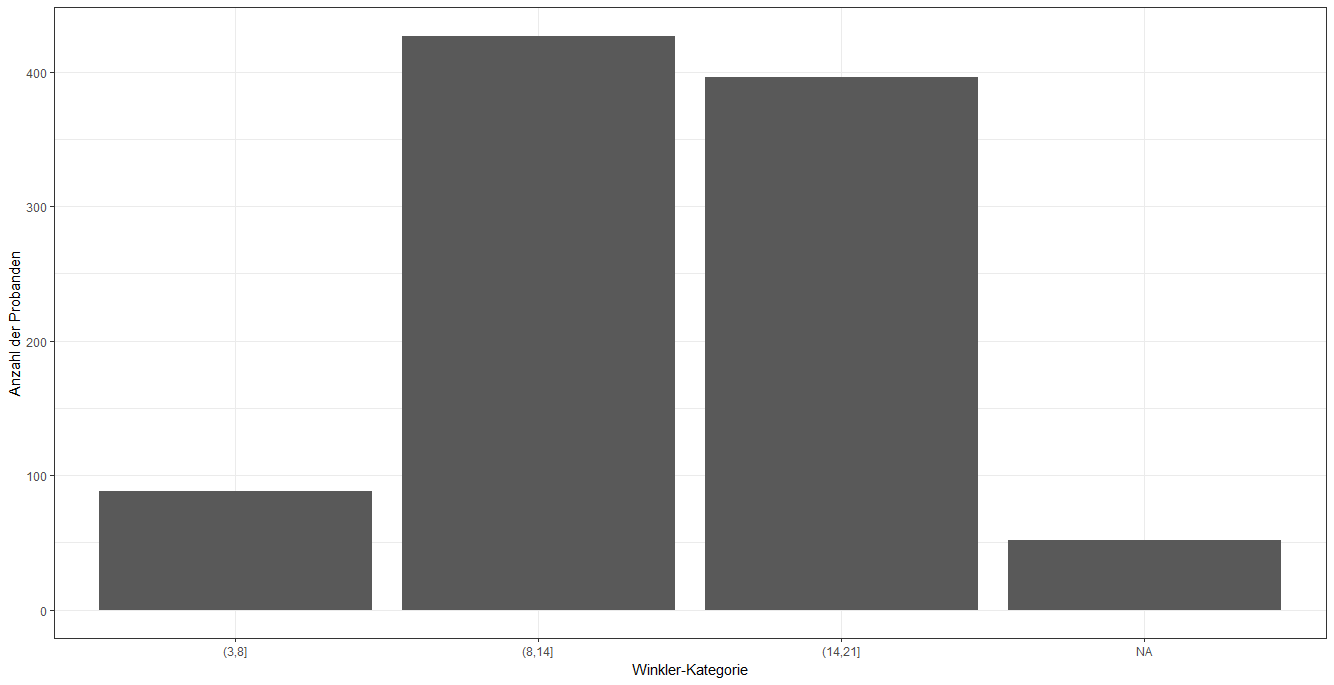 Anzahl der Probanden
400
300
200
100
0
(3,8]
(8,14]
(14,21]
NA
Winkler-Kategorie